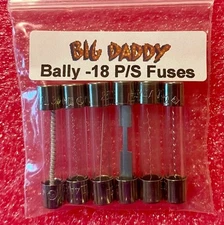 BIG DADDY
Bally -18 P/S Fuses